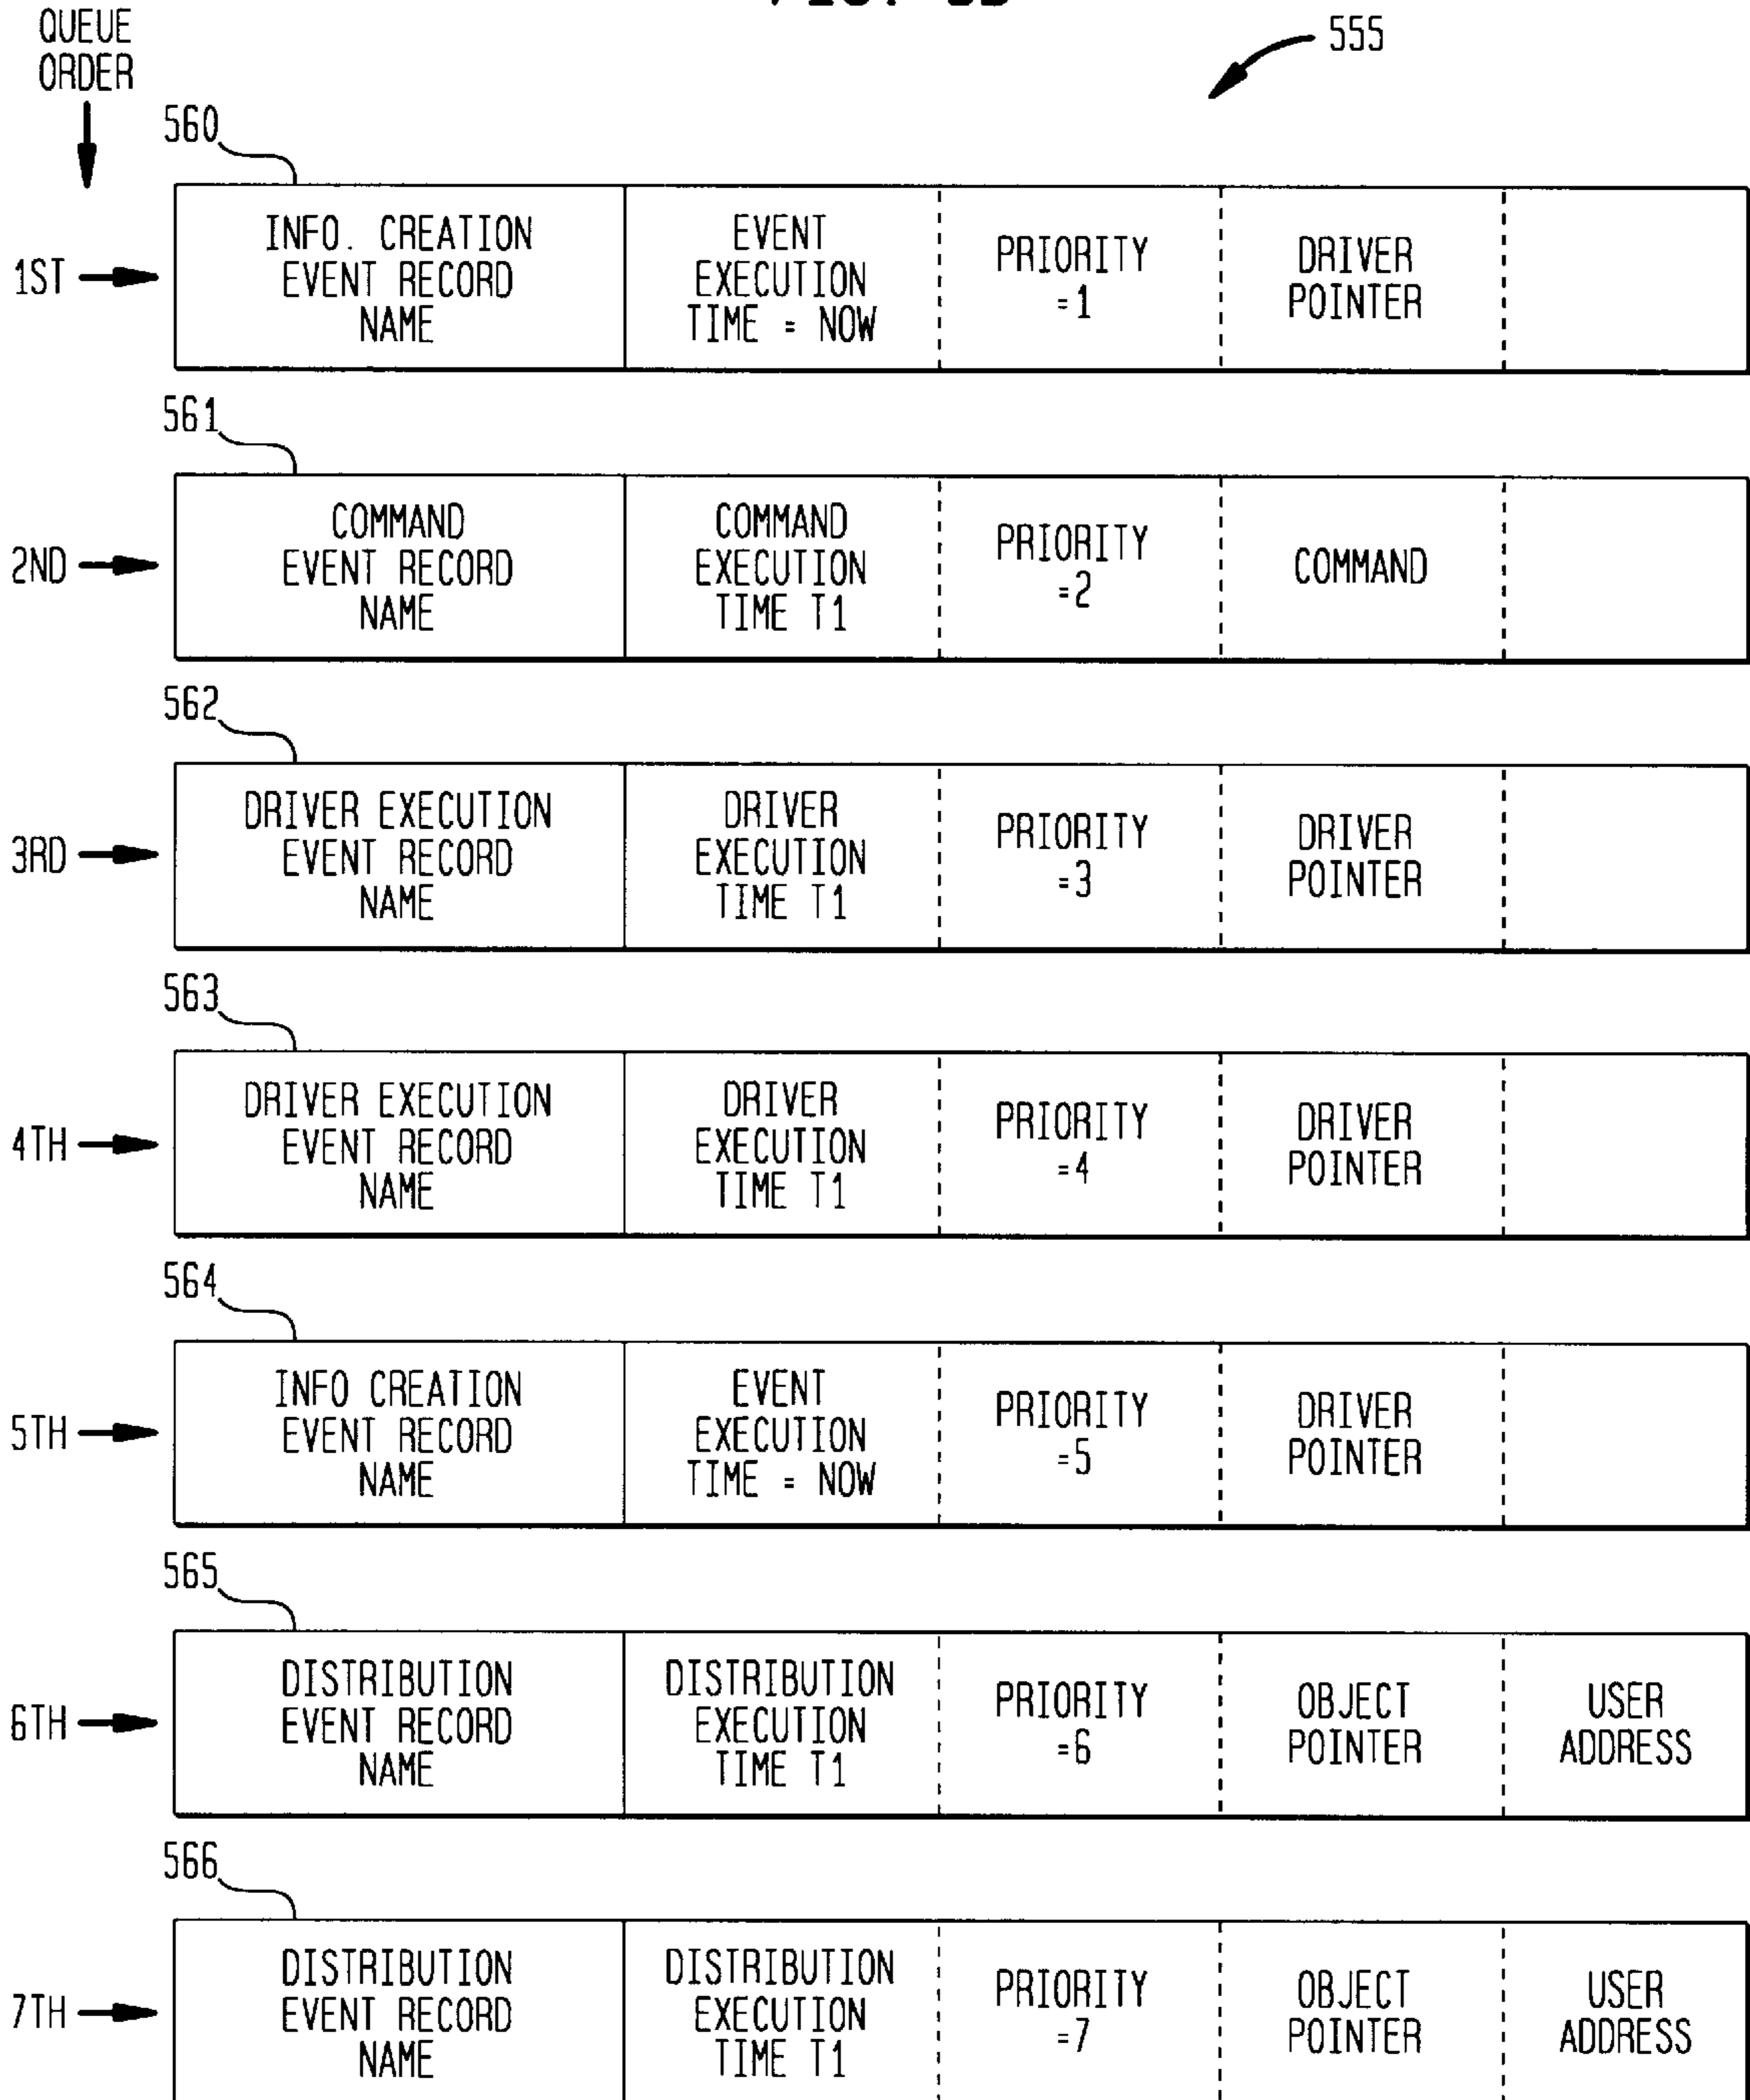 QUEUE
ORDER
555
560
1ST
INFO. CREATION
EVENT RECORD
NAME
EVENT
EXECUTION
TIME = NOW
PRIORITY
=1
DRIVER
POINTER
561
2ND
COMMAND
EVENT RECORD
NAME
COMMAND
EXECUTION
TIME T1
PRIORITY
=2
COMMAND
562
3RD
DRIVER EXECUTION
EVENT RECORD
NAME
DRIVER
EXECUTION
TIME T1
PRIORITY
=3
DRIVER
POINTER
563
4TH
DRIVER EXECUTION
EVENT RECORD
NAME
DRIVER
EXECUTION
TIME T1
PRIORITY
=4
DRIVER
POINTER
564
5TH
INFO CREATION
EVENT RECORD
NAME
EVENT
EXECUTION
TIME = NOW
PRIORITY
=5
DRIVER
POINTER
565
6TH
DISTRIBUTION
EVENT RECORD
NAME
DISTRIBUTION
EXECUTION
TIME T1
PRIORITY
=6
OBJECT
POINTER
USER
ADDRESS
566
7TH
DISTRIBUTION
EVENT RECORD
NAME
DISTRIBUTION
EXECUTION
TIME T1
PRIORITY
=7
OBJECT
POINTER
USER
ADDRESS